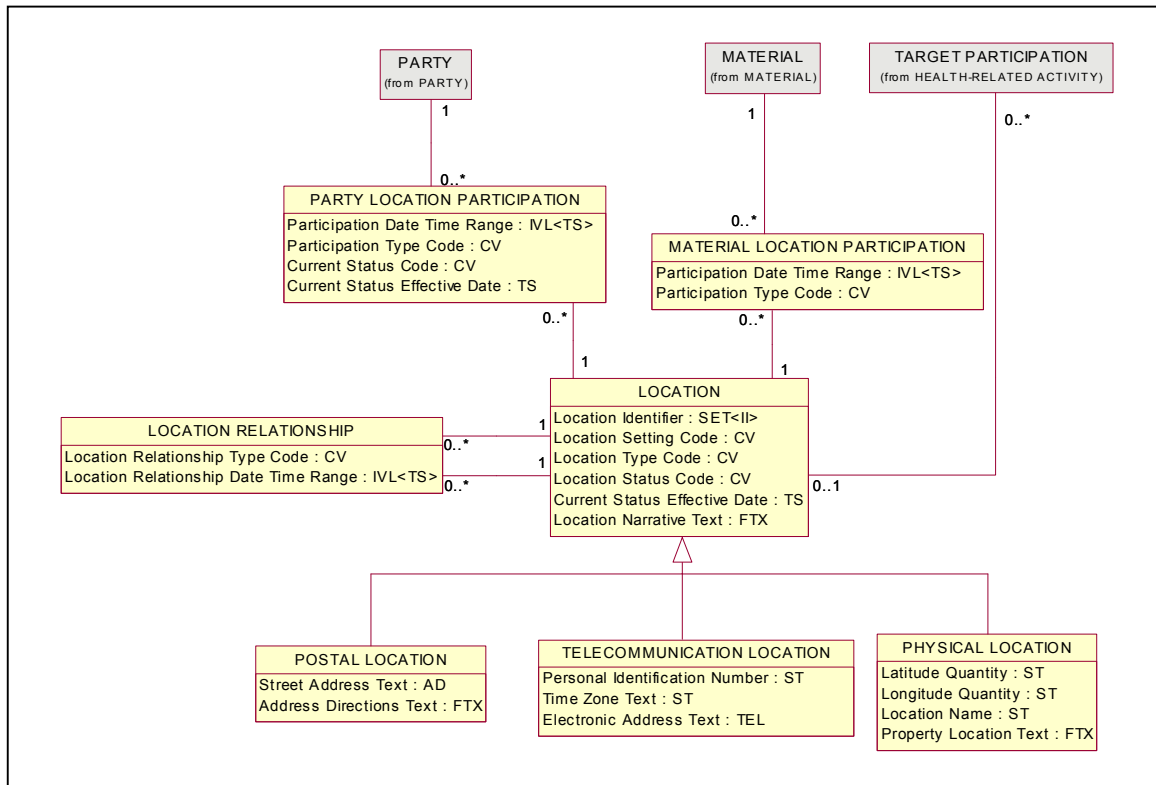 PARTY
(from PARTY)
MATERIAL
(from MATERIAL)
TARGET PARTICIPATION
(from HEALTH-RELATED ACTIVITY)
1
1
0..*
0..*
PARTY LOCATION PARTICIPATION
Participation Date Time Range : IVL<TS>
Participation Type Code : CV
Current Status Code : CV
Current Status Effective Date : TS
0..*
MATERIAL LOCATION PARTICIPATION
Participation Date Time Range : IVL<TS>
Participation Type Code : CV
0..*
0..*
1
1
LOCATION
Location Identifier : SET<II>
Location Setting Code : CV
Location Type Code : CV
Location Status Code : CV
Current Status Effective Date : TS
Location Narrative Text : FTX
LOCATION RELATIONSHIP
Location Relationship Type Code : CV
Location Relationship Date Time Range : IVL<TS>
1
0..*
1
0..*
0..1
POSTAL LOCATION
Street Address Text : AD
Address Directions Text : FTX
TELECOMMUNICATION LOCATION
Personal Identification Number : ST
Time Zone Text : ST
Electronic Address Text : TEL
PHYSICAL LOCATION
Latitude Quantity : ST
Longitude Quantity : ST
Location Name : ST
Property Location Text : FTX